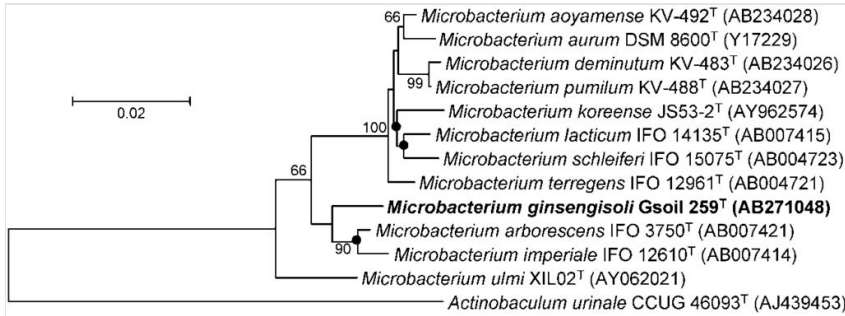 66 Microbacterium aoyamense KV-492ᵀ (AB234028)
Microbacterium aurum DSM 8600ᵀ (Y17229)
Microbacterium deminutum KV-483ᵀ (AB234026)
99 Microbacterium pumilum KV-488ᵀ (AB234027)
0.02
Microbacterium koreense JS53-2ᵀ (AY962574)
100 Microbacterium lacticum IFO 14135ᵀ (AB007415)
Microbacterium schleiferi IFO 15075ᵀ (AB004723)
66
Microbacterium terregens IFO 12961ᵀ (AB004721)
Microbacterium ginsengisoli Gsoil 259ᵀ (AB271048)
Microbacterium arborescens IFO 3750ᵀ (AB007421)
90 Microbacterium imperiale IFO 12610ᵀ (AB007414)
Microbacterium ulmi XIL02ᵀ (AY062021)
Actinobaculum urinale CCUG 46093ᵀ (AJ439453)